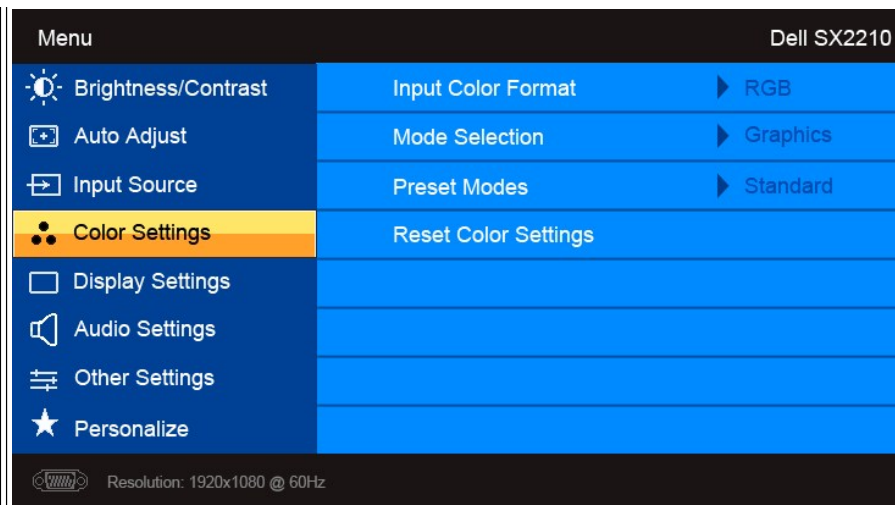 Menu Dell SX2210
Brightness/Contrast Input Color Format RGB
Auto Adjust Mode Selection Graphics
Input Source Preset Modes Standard
Color Settings Reset Color Settings
Display Settings
Audio Settings
Other Settings
Personalize
Resolution: 1920x1080 @ 60Hz